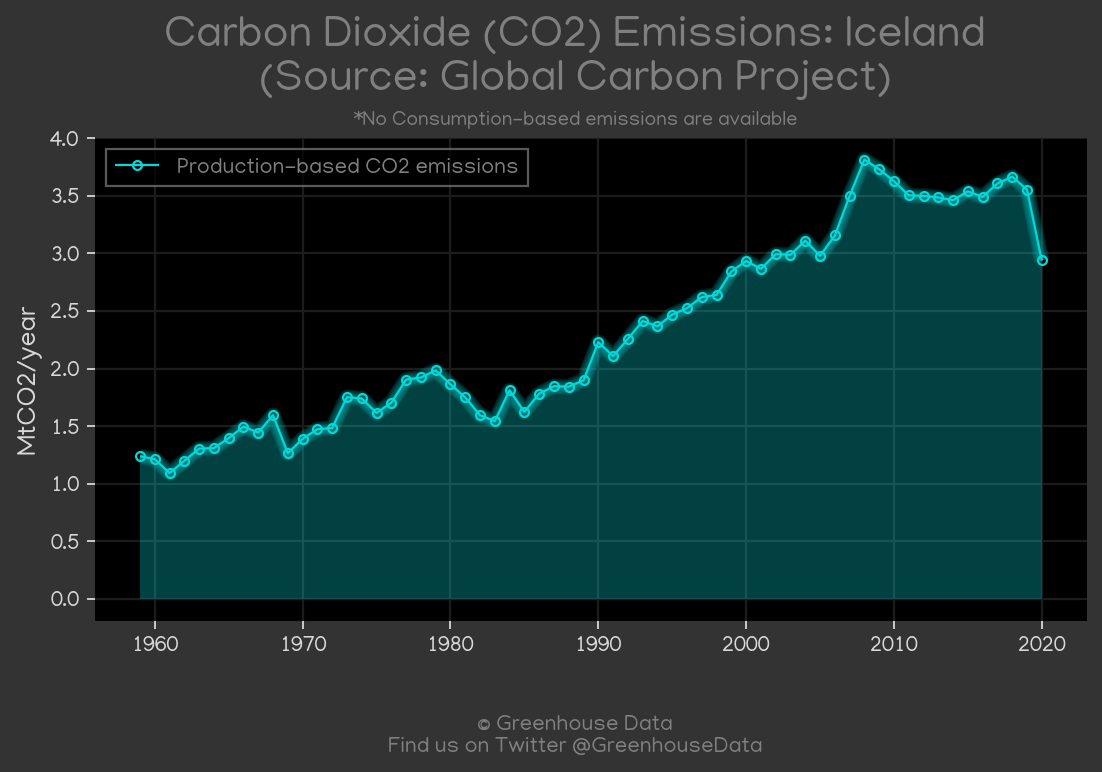 Carbon Dioxide (CO2) Emissions: Iceland
(Source: Global Carbon Project)
*No Consumption-based emissions are available
Production-based CO2 emissions
MtCO2/year
4.0
3.5
3.0
2.5
2.0
1.5
1.0
0.5
0.0
1960 1970 1980 1990 2000 2010 2020
© Greenhouse Data
Find us on Twitter @GreenhouseData